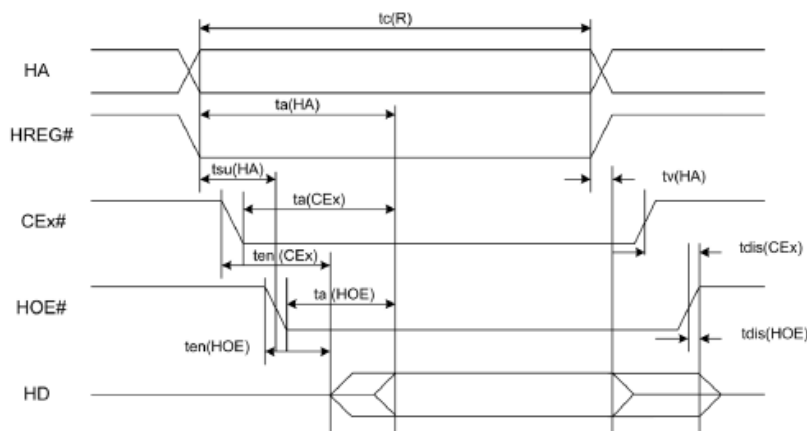 tc(R)
HA
ta(HA)
HREG#
tsu(HA)
tv(HA)
ta(CEx)
CEx#
ten (CEx)
tdis(CEx)
HOE#
ta (HOE)
ten(HOE)
tdis(HOE)
HD